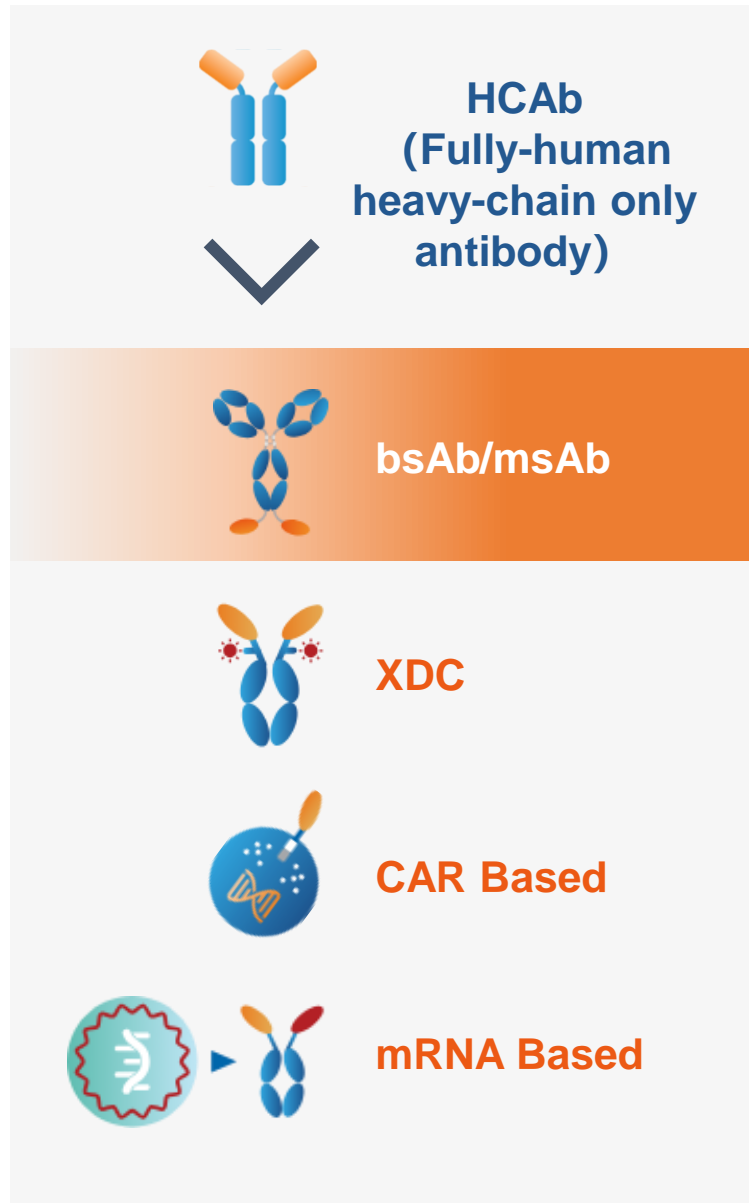 HCAb
（Fully-human
heavy-chain only
antibody）
bsAb/msAb
XDC
CAR Based
mRNA Based